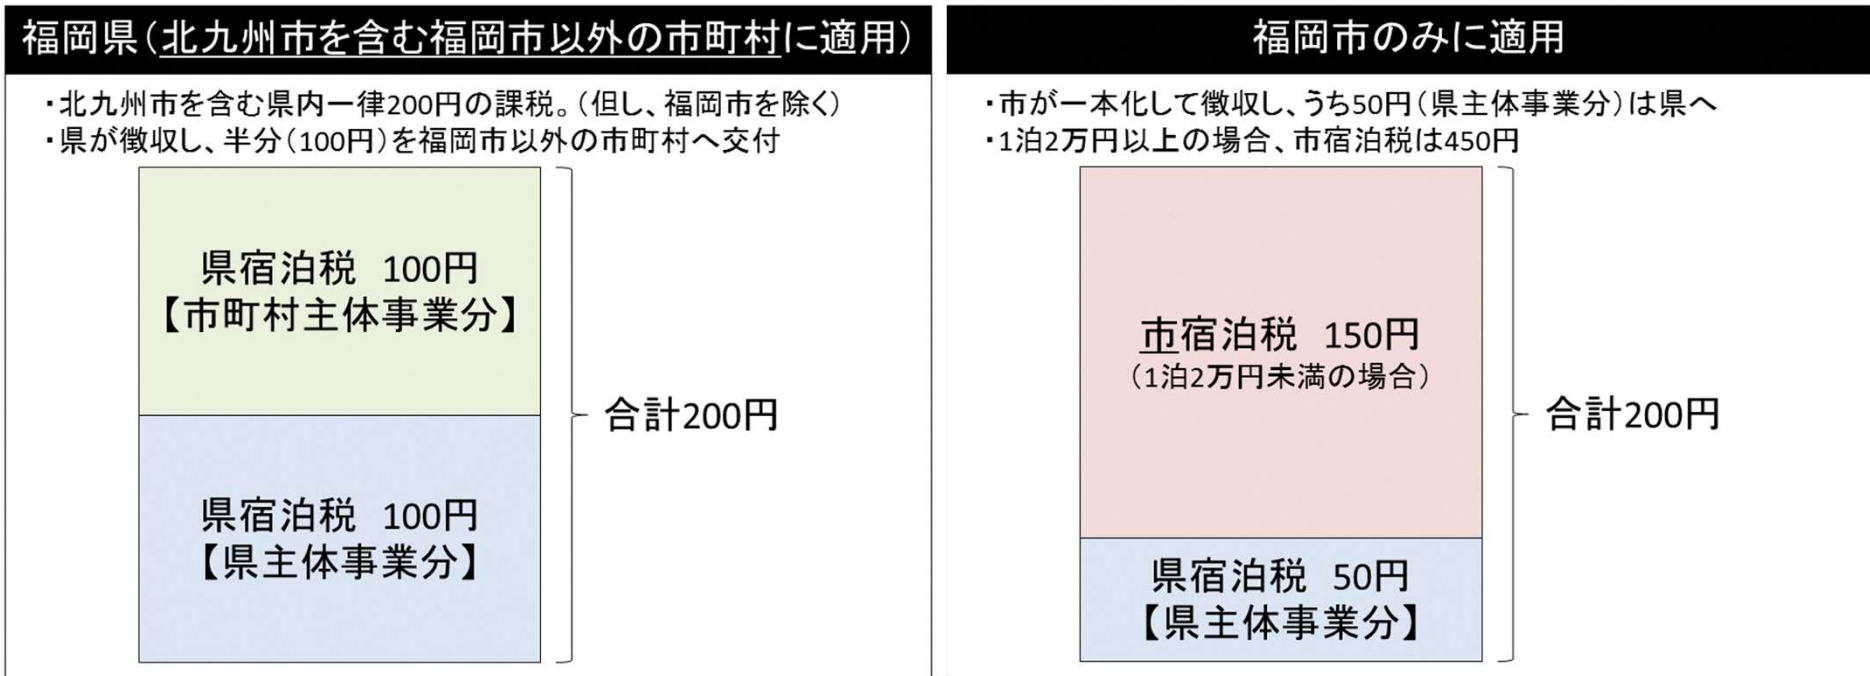 福岡県（北九州市を含む福岡市以外の市町村に適用）
・北九州市を含む県内一律200円の課税。（但し、福岡市を除く）
・県が徴収し、半分（100円）を福岡市以外の市町村へ交付
県宿泊税　100円
【市町村主体事業分】
合計200円
県宿泊税　100円
【県主体事業分】
福岡市のみに適用
・市が一本化して徴収し、うち50円（県主体事業分）は県へ
・1泊2万円以上の場合、市宿泊税は450円
市宿泊税　150円
（1泊2万円未満の場合）
合計200円
県宿泊税　50円
【県主体事業分】